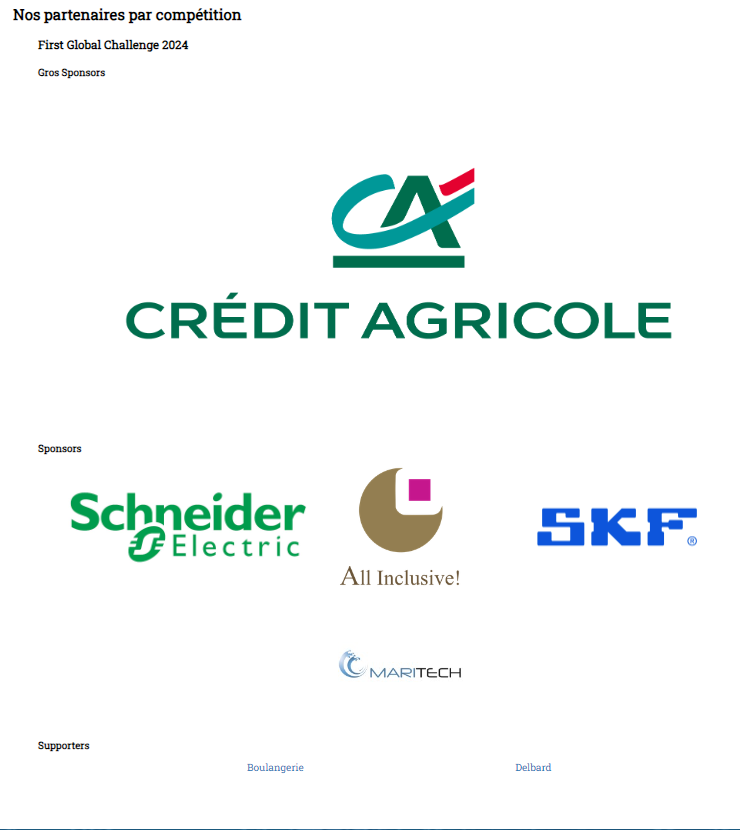 Nos partenaires par compétition
First Global Challenge 2024
Gros Sponsors
CA
CRÉDIT AGRICOLE
Sponsors
Schneider
Electric
All Inclusive!
SKF®
MARITECH
Supporters
Boulangerie Delbard